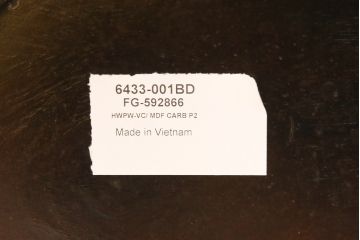 6433-001BD
FG-592866
HWPW-VC/ MDF CARB P2
Made in Vietnam